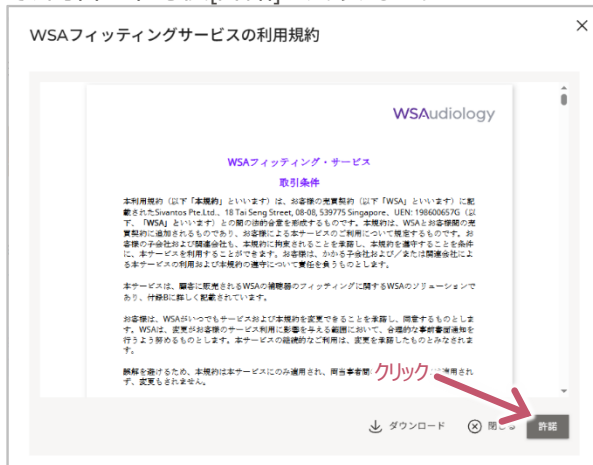 WSAフィッティングサービスの利用規約
WSAudiology
WSAフィッティング・サービス
取引条件
本利用規約（以下「本規約」といいます）は、お客様の売買契約（以下「WSA」といいます）に記
載されたSivantos Pte.Ltd.、18 Tai Seng Street, 08-08, 539775 Singapore、UEN: 198600657G（以
下、「WSA」といいます）との間の法的合意を形成するものです。本規約は、WSAとお客様間の売
買契約に追加されるものであり、お客様による本サービスのご利用について規定するものです。お
客様の子会社および関連会社も、本規約に拘束されることを承諾し、本規約を遵守することを条件
に、本サービスを利用することができます。お客様は、かかる子会社および／または関連会社によ
る本サービスの利用および本規約の遵守について責任を負うものとします。
本サービスは、顧客に販売されるWSAの補聴器のフィッティングに関するWSAのソリューションで
あり、付録Bに詳しく記載されています。
お客様は、WSAがいつでもサービスおよび本規約を変更できることを承諾し、同意するものとしま
す。WSAは、変更がお客様のサービス利用に影響を与える範囲において、合理的な事前書面通知を
行うよう努めるものとします。本サービスの継続的なご利用は、変更を承諾したものとみなされま
す。
誤解を避けるため、本規約は本サービスにのみ適用され、両当事者間 適用され
ず、変更もされません。
クリック
ダウンロード
閉じる
許諾